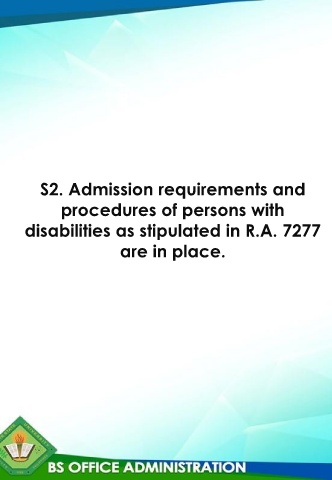 S2. Admission requirements and
procedures of persons with
disabilities as stipulated in R.A. 7277
are in place.
BS OFFICE ADMINISTRATION